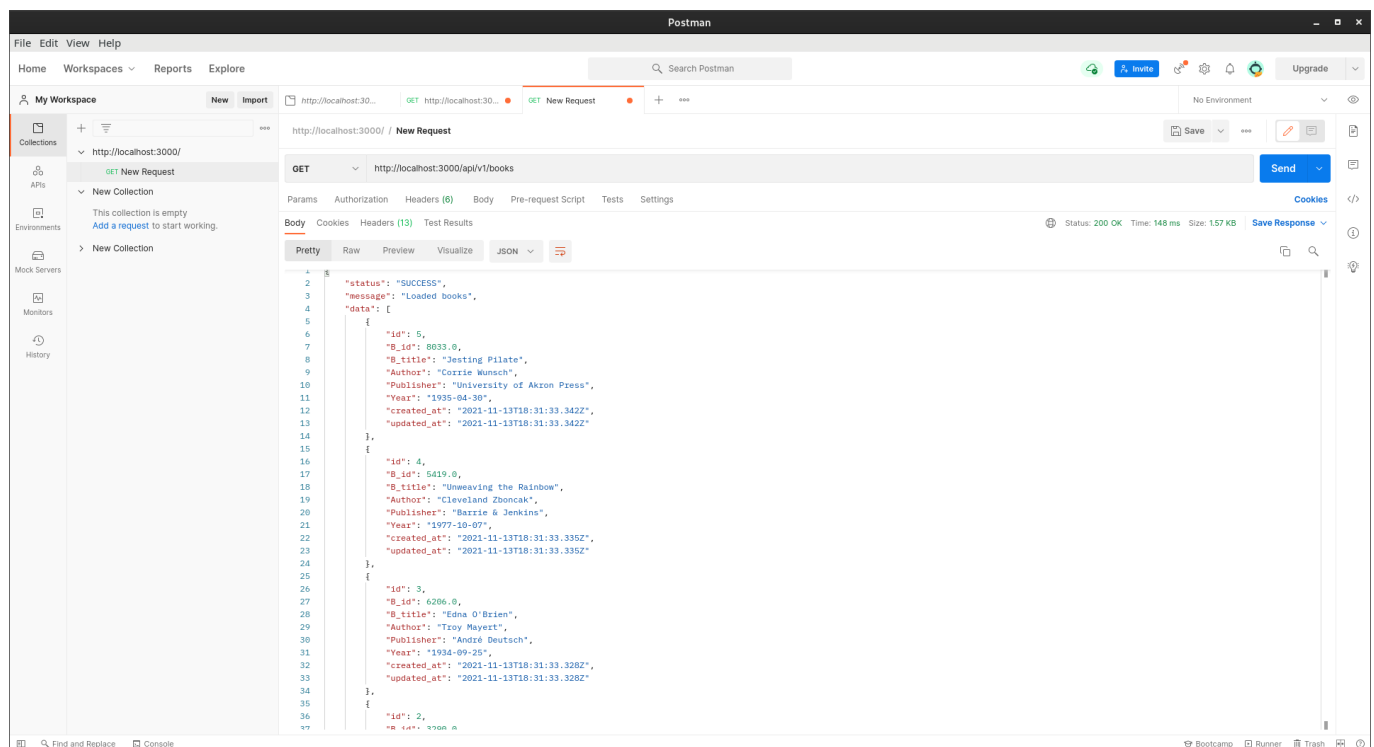 Postman
File Edit View Help
Home Workspaces Reports Explore
Search Postman
Invite
Upgrade
My Workspace New Import
http://localhost:30...
GET http://localhost:30...
GET New Request
No Environment
Collections
APIs
Environments
Mock Servers
Monitors
History
http://localhost:3000/
GET New Request
New Collection
This collection is empty
Add a request to start working.
New Collection
http://localhost:3000/ / New Request
Save
GET http://localhost:3000/api/v1/books
Send
Params Authorization Headers (6) Body Pre-request Script Tests Settings
Cookies
Body Cookies Headers (13) Test Results
Status: 200 OK Time: 148 ms Size: 1.57 KB Save Response
Pretty Raw Preview Visualize JSON
1 {
2 "status": "SUCCESS",
3 "message": "Loaded books",
4 "data": [
5 {
6 "id": 5,
7 "B_id": 8033.0,
8 "B_title": "Jesting Pilate",
9 "Author": "Corrie Wunsch",
10 "Publisher": "University of Akron Press",
11 "Year": "1935-04-30",
12 "created_at": "2021-11-13T18:31:33.342Z",
13 "updated_at": "2021-11-13T18:31:33.342Z"
14 },
15 {
16 "id": 4,
17 "B_id": 5419.0,
18 "B_title": "Unweaving the Rainbow",
19 "Author": "Cleveland Zboncak",
20 "Publisher": "Barrie & Jenkins",
21 "Year": "1977-10-07",
22 "created_at": "2021-11-13T18:31:33.335Z",
23 "updated_at": "2021-11-13T18:31:33.335Z"
24 },
25 {
26 "id": 3,
27 "B_id": 6206.0,
28 "B_title": "Edna O'Brien",
29 "Author": "Troy Mayert",
30 "Publisher": "André Deutsch",
31 "Year": "1934-09-25",
32 "created_at": "2021-11-13T18:31:33.328Z",
33 "updated_at": "2021-11-13T18:31:33.328Z"
34 },
35 {
36 "id": 2,
37 "B_id": 3290.0
Find and Replace Console
Bootcamp Runner Trash